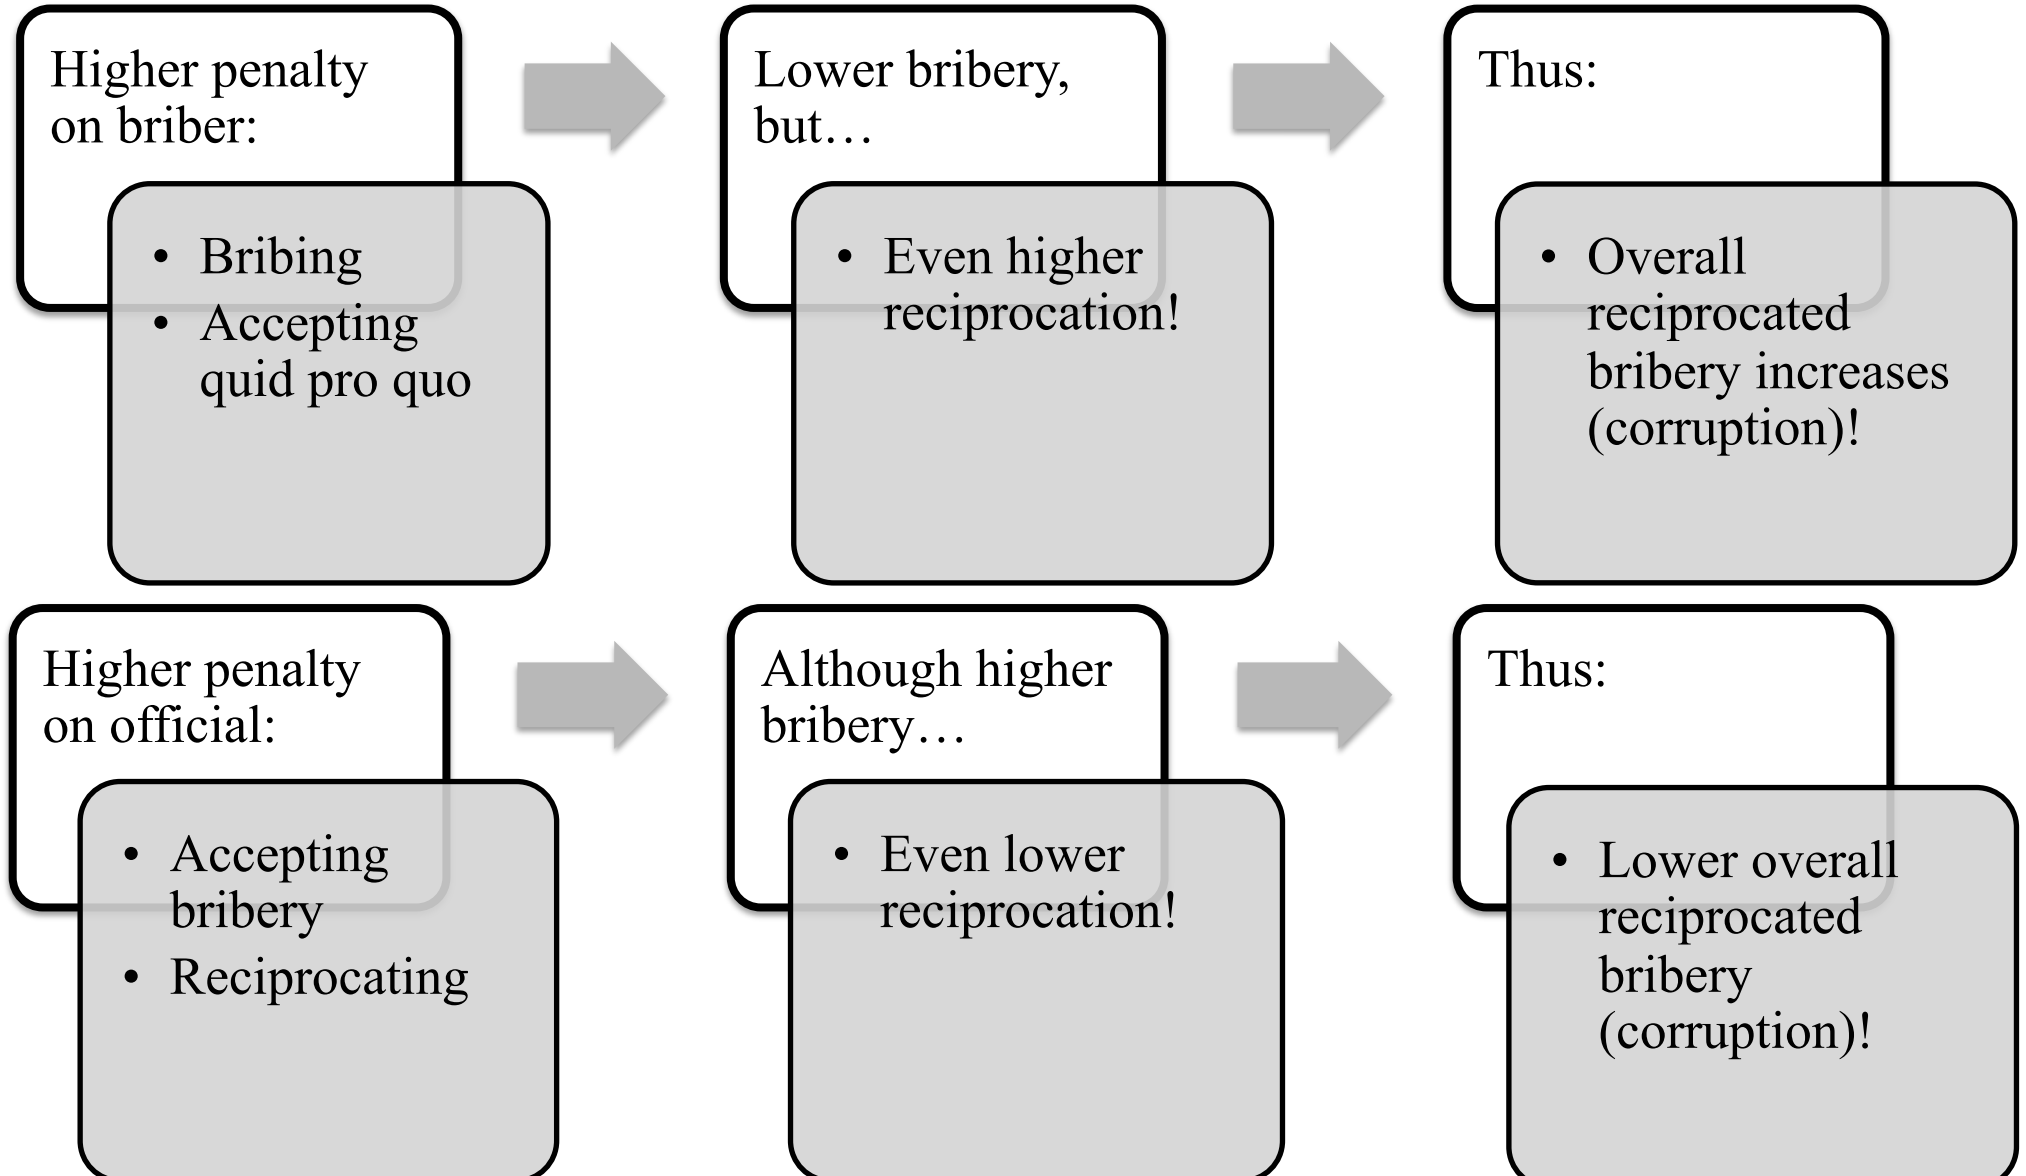 Higher penalty
on briber:
• Bribing
• Accepting
quid pro quo
Lower bribery,
but…
• Even higher
reciprocation!
Thus:
• Overall
reciprocated
bribery increases
(corruption)!
Higher penalty
on official:
• Accepting
bribery
• Reciprocating
Although higher
bribery…
• Even lower
reciprocation!
Thus:
• Lower overall
reciprocated
bribery
(corruption)!